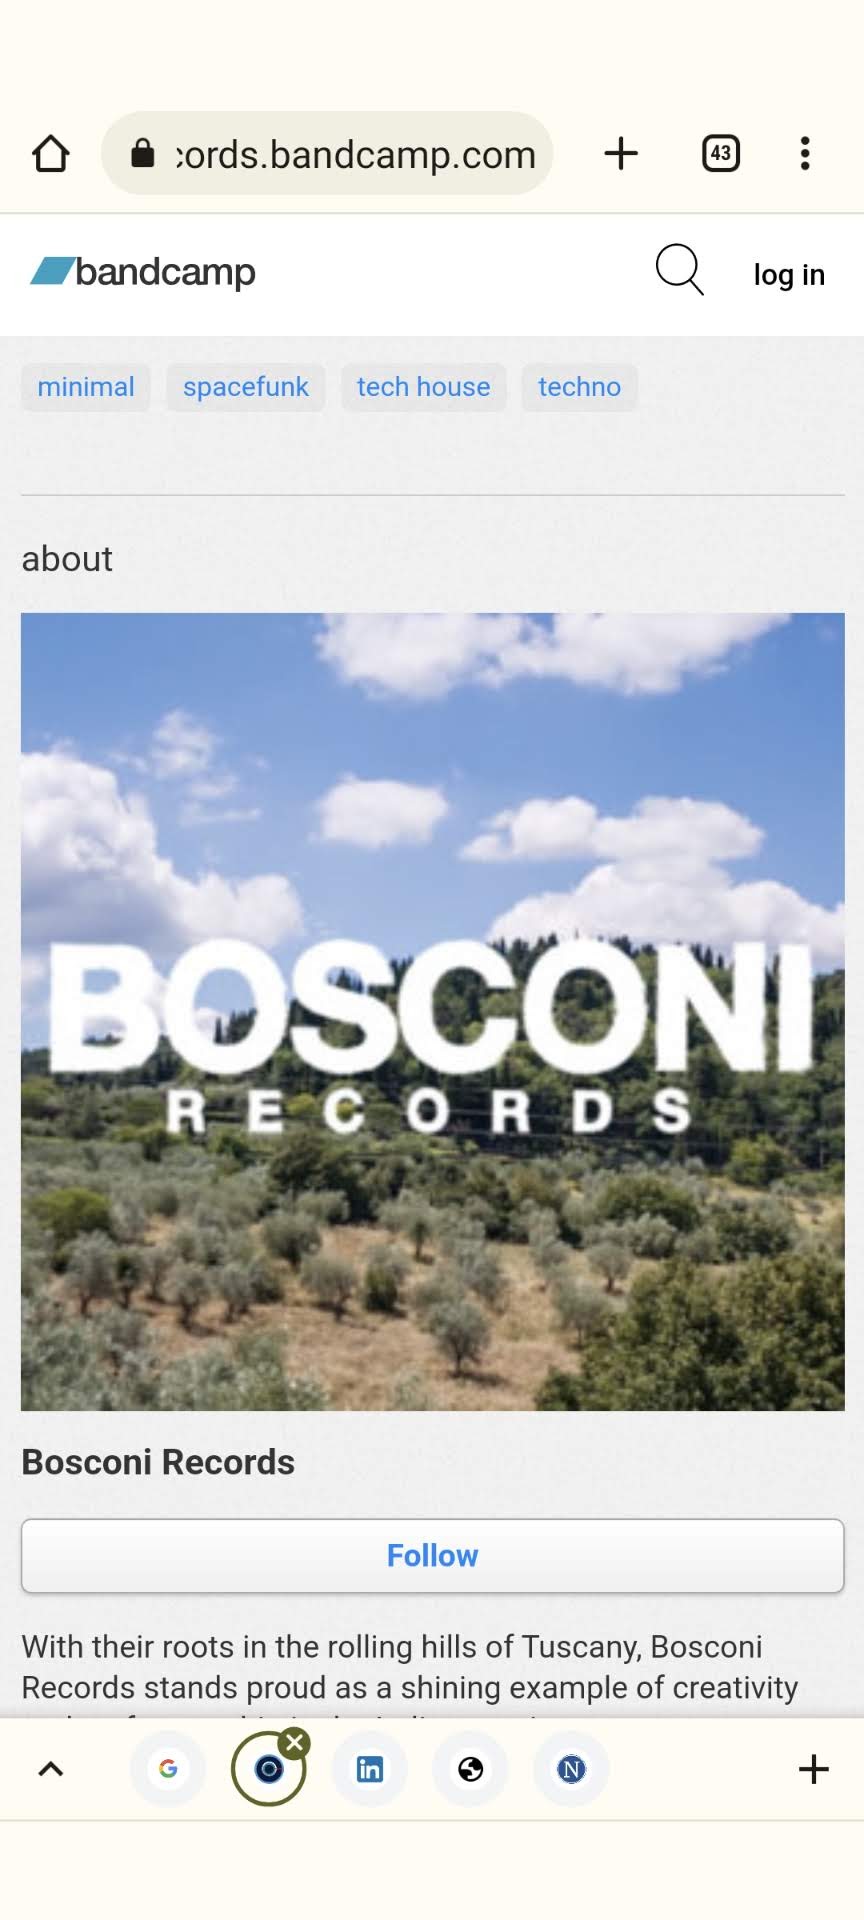 :ords.bandcamp.com
43
bandcamp
log in
minimal spacefunk tech house techno
about
BOSCONI
RECORDS
Bosconi Records
Follow
With their roots in the rolling hills of Tuscany, Bosconi
Records stands proud as a shining example of creativity
G in N